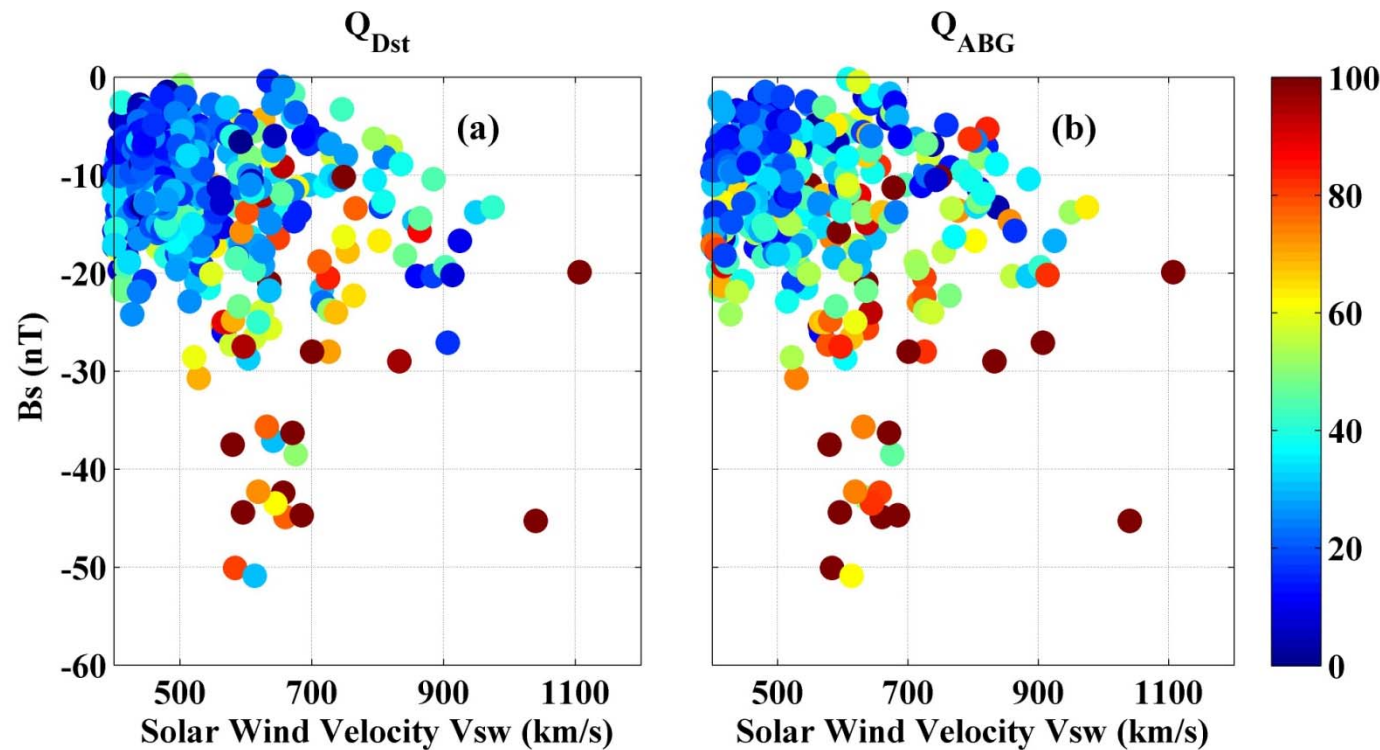 Q_Dst
Q_ABG
0
-10
-20
-30
-40
-50
-60
Bs (nT)
(a)
(b)
100
80
60
40
20
0
500 700 900 1100
500 700 900 1100
Solar Wind Velocity Vsw (km/s)
Solar Wind Velocity Vsw (km/s)